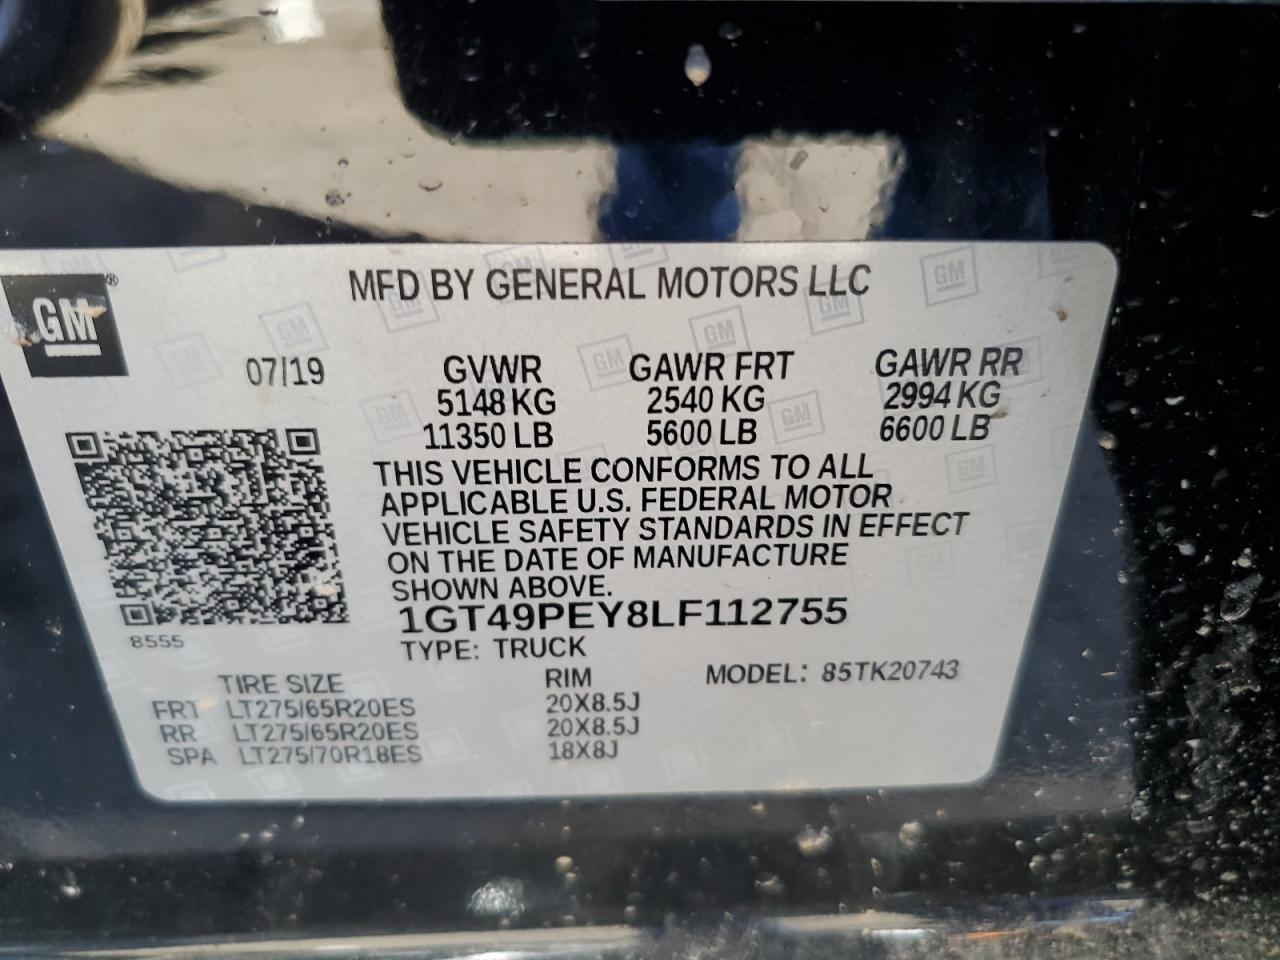 MFD BY GENERAL MOTORS LLC
GM®
07/19 GVWR GAWR FRT GAWR RR
5148 KG 2540 KG 2994 KG
11350 LB 5600 LB 6600 LB
THIS VEHICLE CONFORMS TO ALL
APPLICABLE U.S. FEDERAL MOTOR
VEHICLE SAFETY STANDARDS IN EFFECT
ON THE DATE OF MANUFACTURE
SHOWN ABOVE.
1GT49PEY8LF112755
8555
TYPE: TRUCK
TIRE SIZE RIM MODEL: 85TK20743
FRT LT275/65R20ES 20X8.5J
RR LT275/65R20ES 20X8.5J
SPA LT275/70R18ES 18X8J